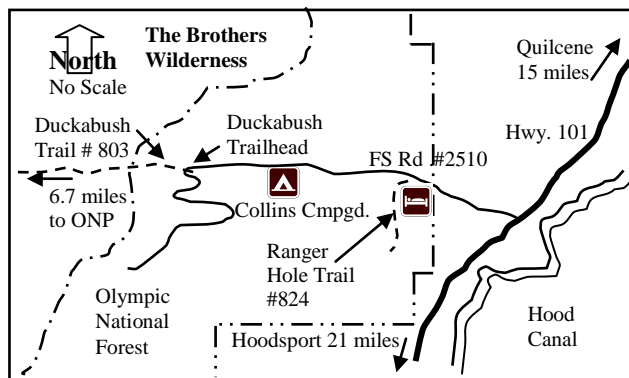 North
No Scale
The Brothers
Wilderness
Quilcene
15 miles
Hwy. 101
Duckabush
Trail # 803
Duckabush
Trailhead
FS Rd #2510
6.7 miles
to ONP
Collins Cmpgd.
Ranger
Hole Trail
#824
Olympic
National
Forest
Hoodsport 21 miles
Hood
Canal